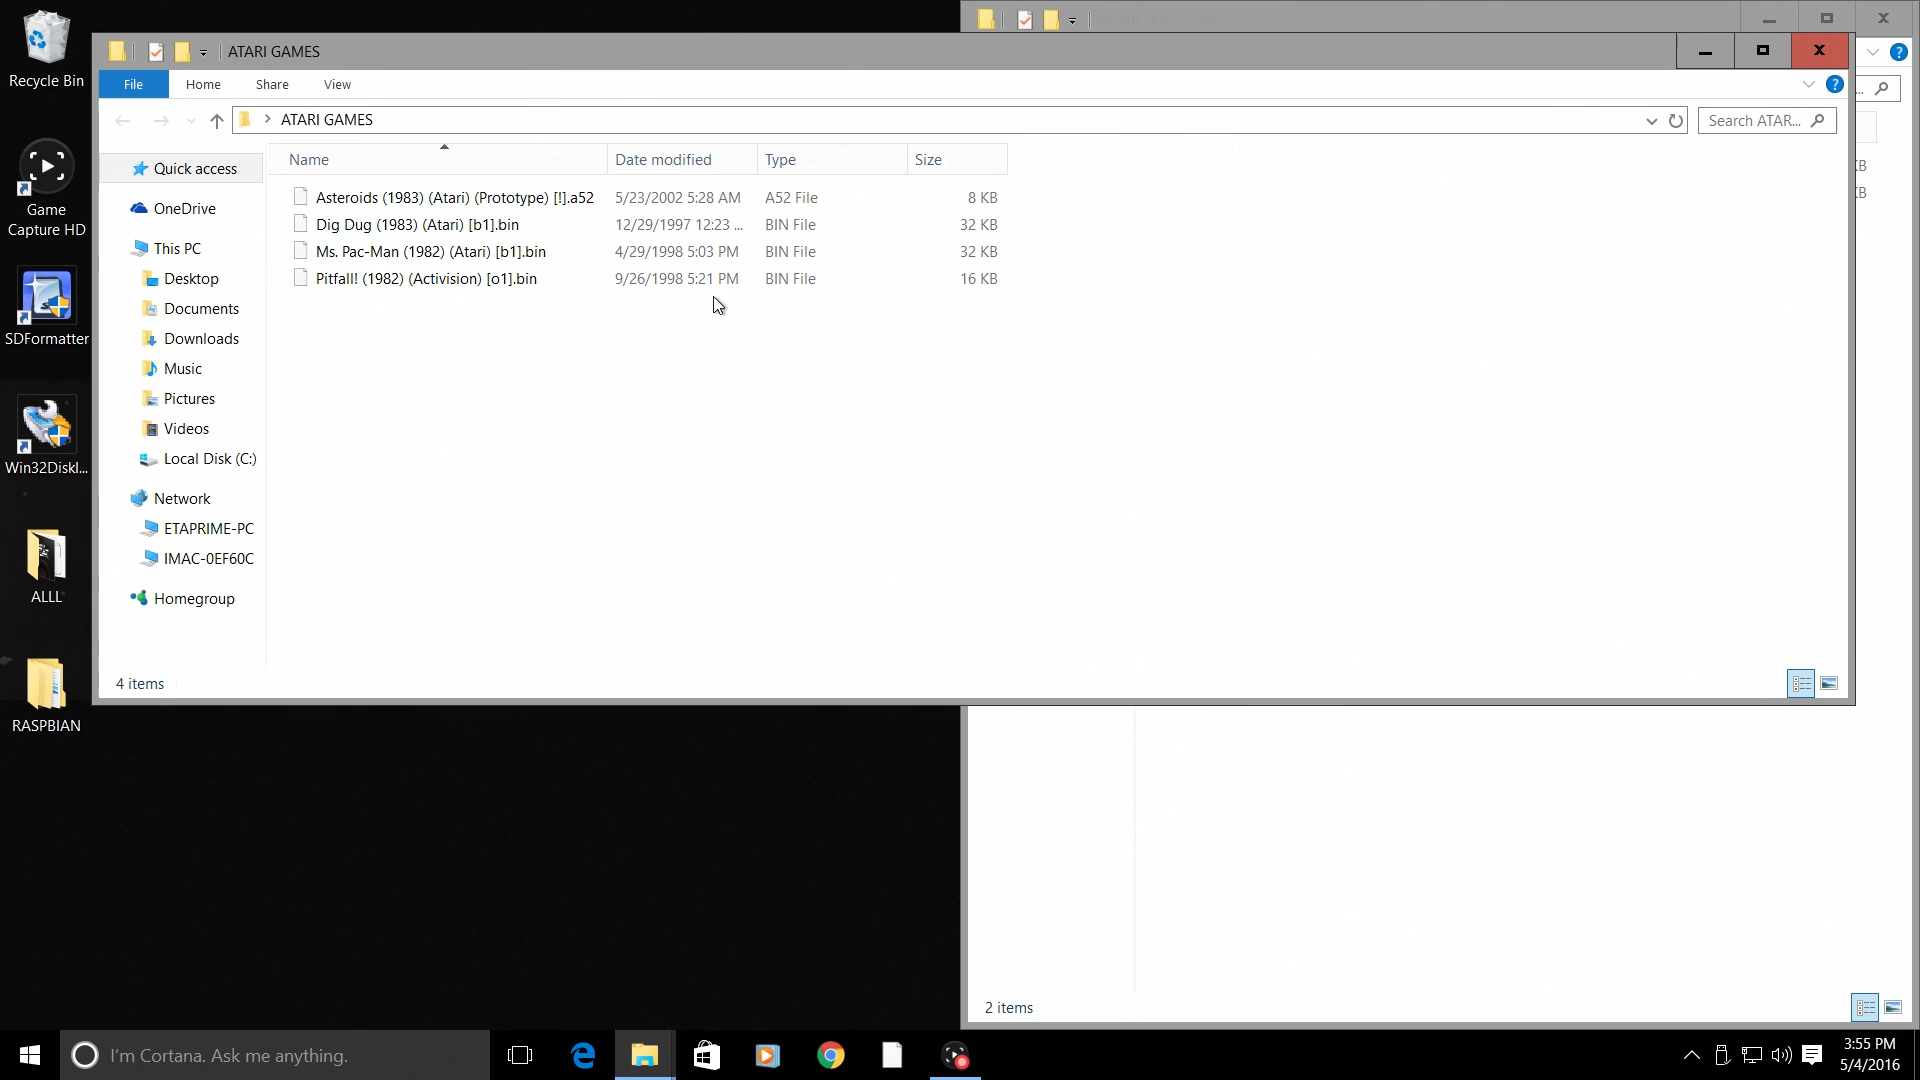 Recycle Bin
Game
Capture HD
SDFormatter
Win32DiskI...
ALLL
RASPBIAN
ATARI GAMES
File Home Share View
ATARI GAMES
Search ATAR...
Name Date modified Type Size
Asteroids (1983) (Atari) (Prototype) [!].a52 5/23/2002 5:28 AM A52 File 8 KB
Dig Dug (1983) (Atari) [b1].bin 12/29/1997 12:23 ... BIN File 32 KB
Ms. Pac-Man (1982) (Atari) [b1].bin 4/29/1998 5:03 PM BIN File 32 KB
Pitfall! (1982) (Activision) [o1].bin 9/26/1998 5:21 PM BIN File 16 KB
Quick access
OneDrive
This PC
Desktop
Documents
Downloads
Music
Pictures
Videos
Local Disk (C:)
Network
ETAPRIME-PC
IMAC-0EF60C
Homegroup
4 items
2 items
I'm Cortana. Ask me anything.
3:55 PM
5/4/2016